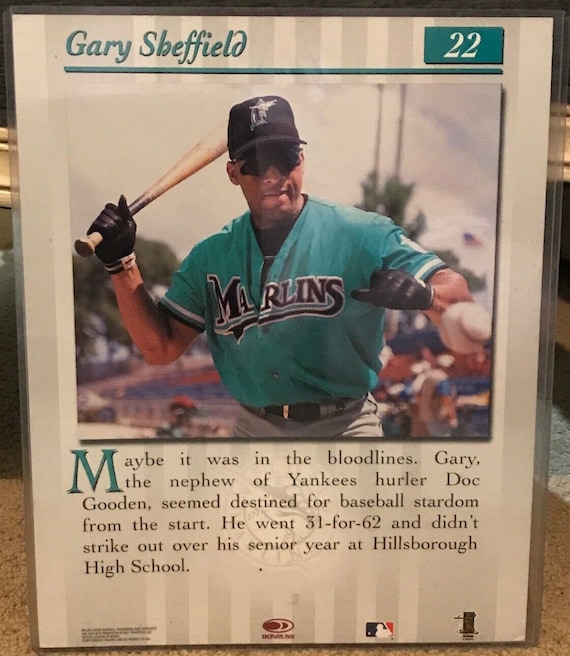 Gary Sheffield
22
MARLINS
Maybe it was in the bloodlines. Gary,
the nephew of Yankees hurler Doc
Gooden, seemed destined for baseball stardom
from the start. He went 31-for-62 and didn't
strike out over his senior year at Hillsborough
High School.
DONRUSS